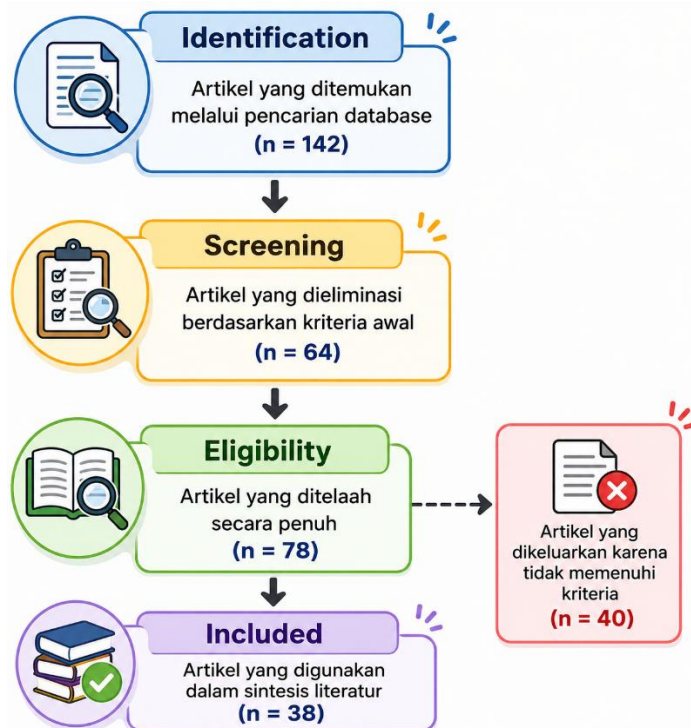 Identification
Artikel yang ditemukan
melalui pencarian database
(n = 142)
Screening
Artikel yang dieliminasi
berdasarkan kriteria awal
(n = 64)
Eligibility
Artikel yang ditelaah
secara penuh
(n = 78)
Artikel yang
dikeluarkan karena
tidak memenuhi
kriteria
(n = 40)
Included
Artikel yang digunakan
dalam sintesis literatur
(n = 38)